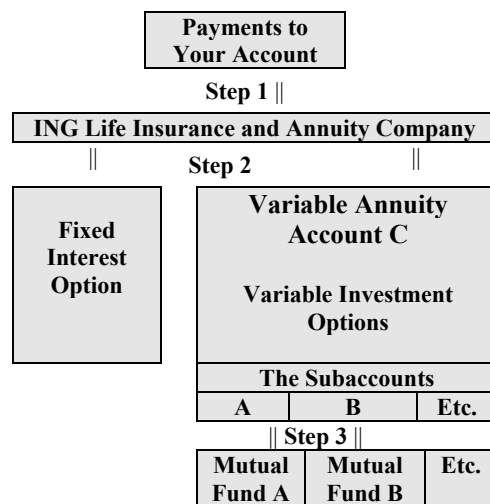 Payments to
Your Account
Step 1 ||
ING Life Insurance and Annuity Company
|| Step 2 ||
Fixed
Interest
Option
Variable Annuity
Account C
Variable Investment
Options
The Subaccounts
A B Etc.
|| Step 3 ||
Mutual
Fund A
Mutual
Fund B
Etc.